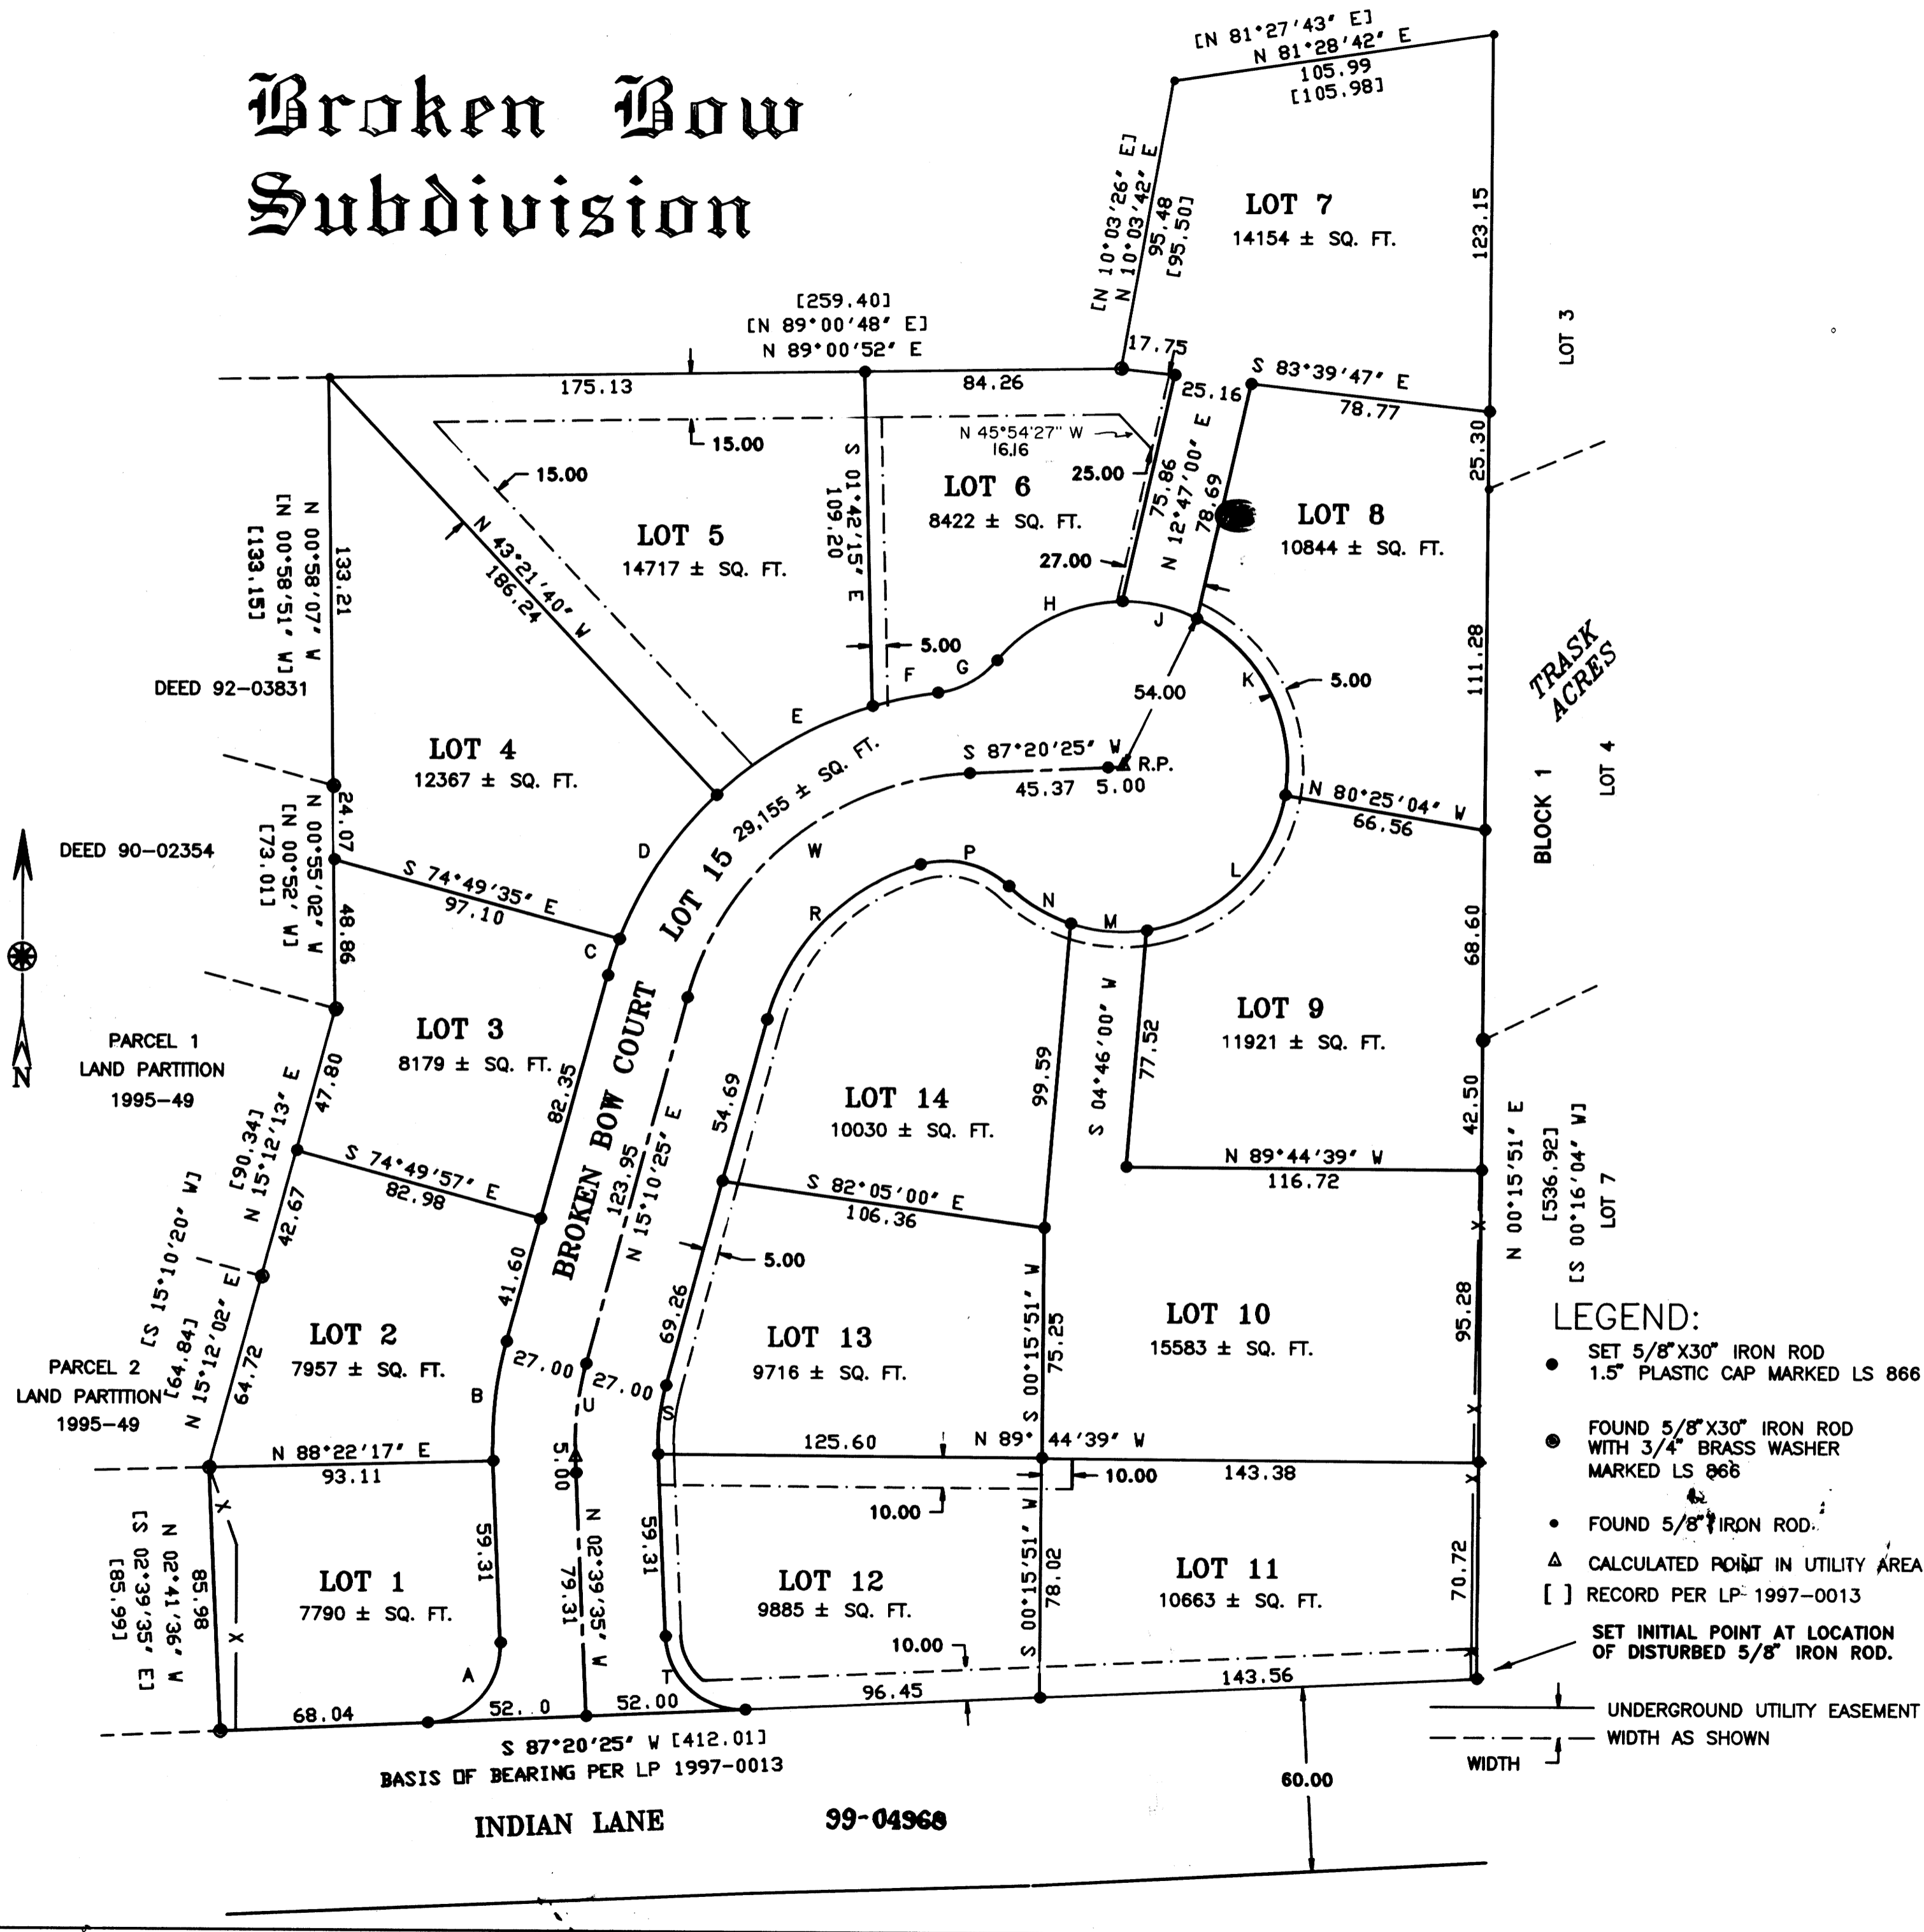 Broken Bow
Subdivision
[N 81°27'43" E]
N 81°28'42" E
105.99
[105.98]
[N 10°03'26" E]
N 10°03'42" E
95.48
[95.50]
LOT 7
14154 ± SQ. FT.
123.15
LOT 3
[259.40]
[N 89°00'48" E]
N 89°00'52" E
175.13
84.26
17.75
25.16
S 83°39'47" E
78.77
25.30
15.00
15.00
N 45°54'27" W
16.16
25.00
27.00
S 01°42'15" E
109.20
LOT 6
8422 ± SQ. FT.
75.86
N 12°47'00" E
78.69
LOT 8
10844 ± SQ. FT.
LOT 5
14717 ± SQ. FT.
N 43°21'40" W
186.24
133.21
N 00°58'07" W
[N 00°58'51" W]
[133.15]
DEED 92-03831
LOT 4
12367 ± SQ. FT.
5.00
F
G
H
J
K
5.00
54.00
111.28
TRASK
ACRES
E
D
S 87°20'25" W
45.37
5.00
R.P.
LOT 15
29,155 ± SQ. FT.
W
N 80°25'04" W
66.56
BLOCK 1
LOT 4
DEED 90-02354
24.07
N 00°55'02" W
[N 00°52' W]
[73.01]
48.86
S 74°49'35" E
97.10
C
R
P
N
M
L
68.60
PARCEL 1
LAND PARTITION
1995-49
LOT 3
8179 ± SQ. FT.
82.35
BROKEN BOW COURT
123.95
N 15°10'25" E
54.69
LOT 14
10030 ± SQ. FT.
99.59
S 04°46'00" W
77.52
LOT 9
11921 ± SQ. FT.
42.50
N 00°15'51" E
[536.92]
[S 00°16'04" W]
LOT 7
47.80
N 15°12'13" E
[90.34]
42.67
[S 15°10'20" W]
S 74°49'57" E
82.98
S 82°05'00" E
106.36
N 89°44'39" W
116.72
N
PARCEL 2
LAND PARTITION
1995-49
[64.84]
N 15°12'02" E
64.72
LOT 2
7957 ± SQ. FT.
41.60
B
27.00
27.00
U
S
5.00
69.26
LOT 13
9716 ± SQ. FT.
S 00°15'51" W
75.25
LOT 10
15583 ± SQ. FT.
95.28
X
X
N 88°22'17" E
93.11
5.00
125.60
N 89° 44'39" W
143.38
10.00
10.00
X
X
X
85.98
N 02°41'36" W
[S 02°39'35" E]
[85.99]
LOT 1
7790 ± SQ. FT.
59.31
A
N 02°39'35" W
79.31
59.31
T
LOT 12
9885 ± SQ. FT.
10.00
S 00°15'51" W
78.02
LOT 11
10663 ± SQ. FT.
70.72
X
68.04
52. 0
52.00
96.45
143.56
S 87°20'25" W [412.01]
BASIS OF BEARING PER LP 1997-0013
60.00
INDIAN LANE
LEGEND:
SET 5/8"X30" IRON ROD
1.5" PLASTIC CAP MARKED LS 866
FOUND 5/8"X30" IRON ROD
WITH 3/4" BRASS WASHER
MARKED LS 866
FOUND 5/8" IRON ROD.
CALCULATED POINT IN UTILITY AREA
[ ] RECORD PER LP 1997-0013
SET INITIAL POINT AT LOCATION
OF DISTURBED 5/8" IRON ROD.
UNDERGROUND UTILITY EASEMENT
WIDTH AS SHOWN
WIDTH